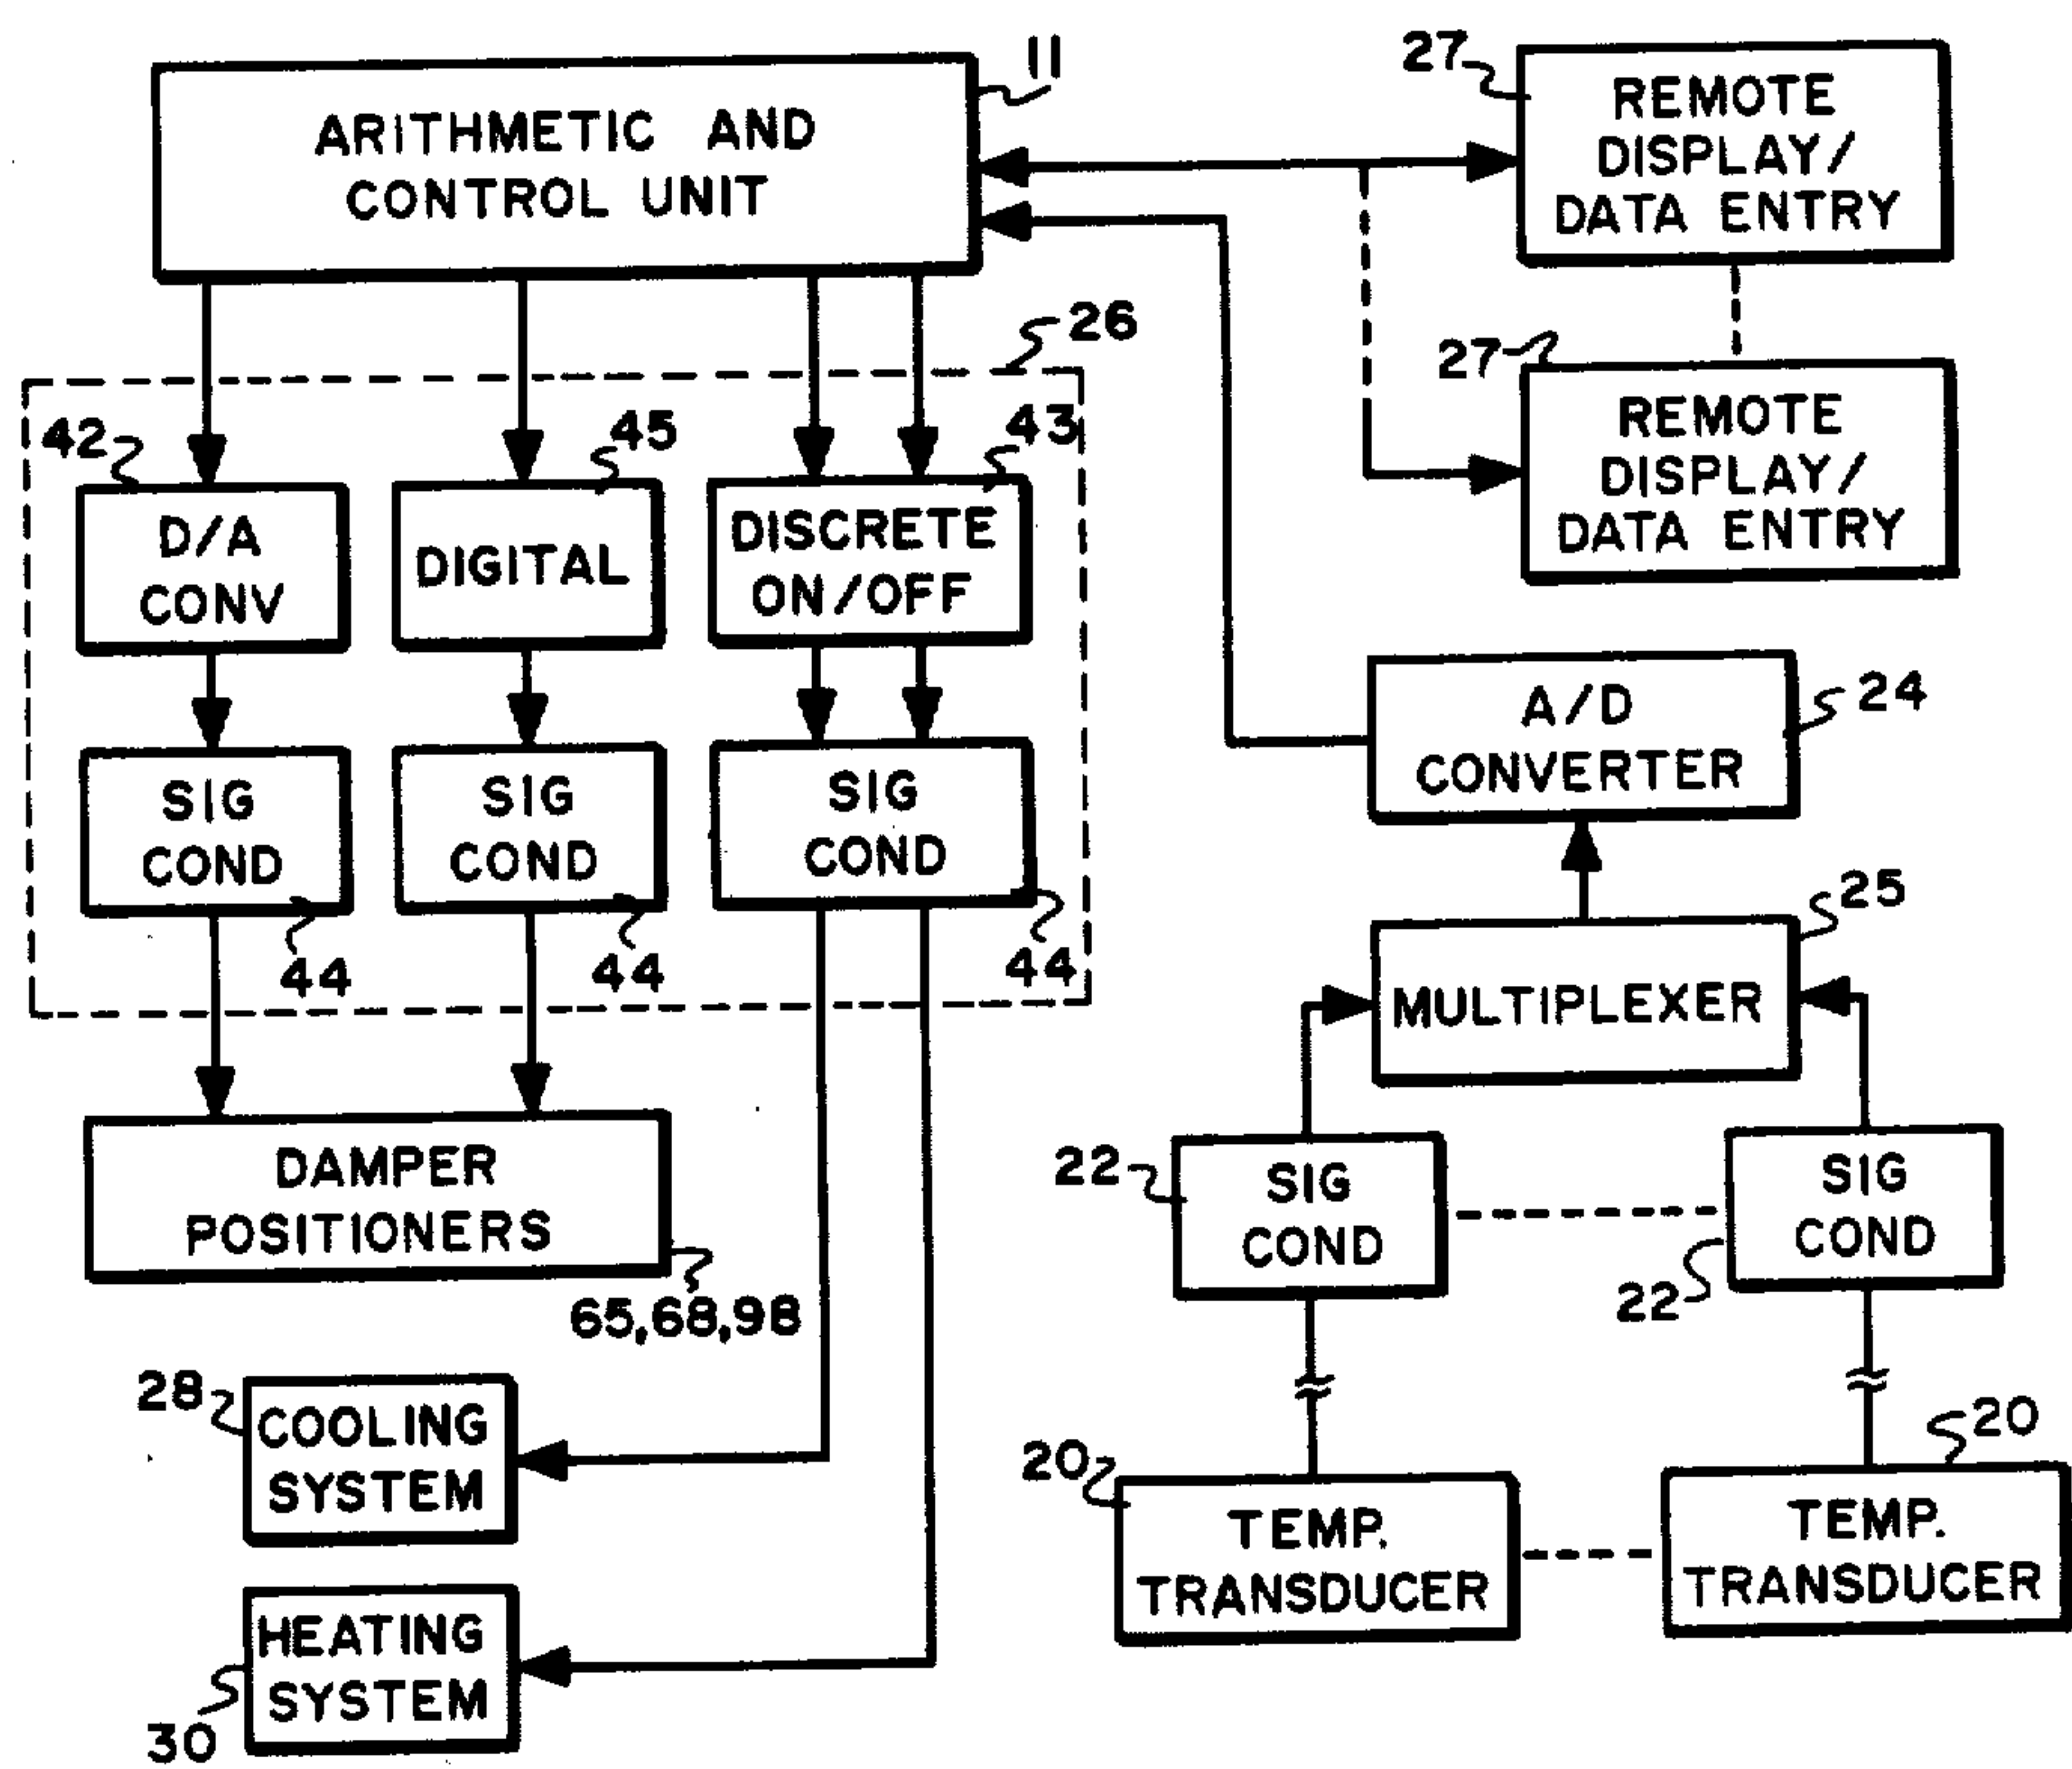 11
ARITHMETIC AND
CONTROL UNIT
27
REMOTE
DISPLAY/
DATA ENTRY
26
27
REMOTE
DISPLAY/
DATA ENTRY
42
D/A
CONV
45
DIGITAL
43
DISCRETE
ON/OFF
SIG
COND
44
SIG
COND
44
SIG
COND
44
A/D
CONVERTER
24
MULTIPLEXER
25
DAMPER
POSITIONERS
65,68,98
22
SIG
COND
SIG
COND
22
28
COOLING
SYSTEM
20
TEMP.
TRANSDUCER
20
TEMP.
TRANSDUCER
HEATING
SYSTEM
30